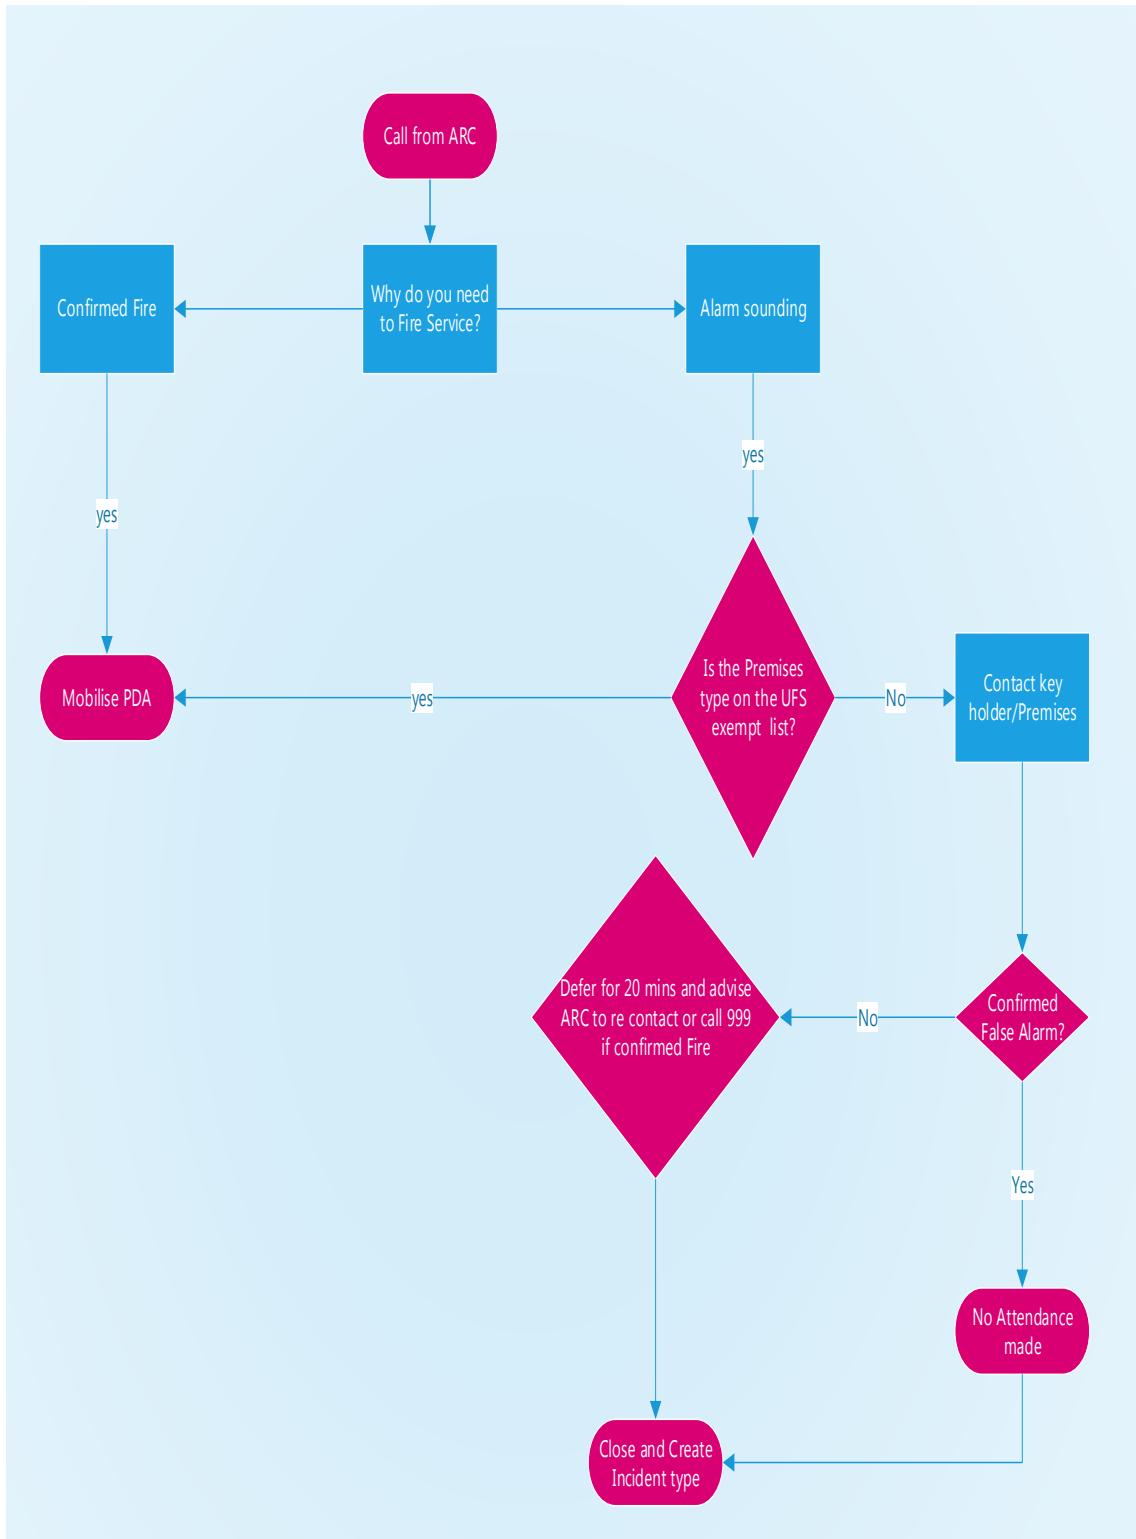 Call from ARC
Confirmed Fire
Why do you need
to Fire Service?
Alarm sounding
yes
yes
Is the Premises
type on the UFS
exempt list?
Mobilise PDA
yes
No
Contact key
holder/Premises
Defer for 20 mins and advise
ARC to re contact or call 999
if confirmed Fire
No
Confirmed
False Alarm?
Yes
No Attendance
made
Close and Create
Incident type